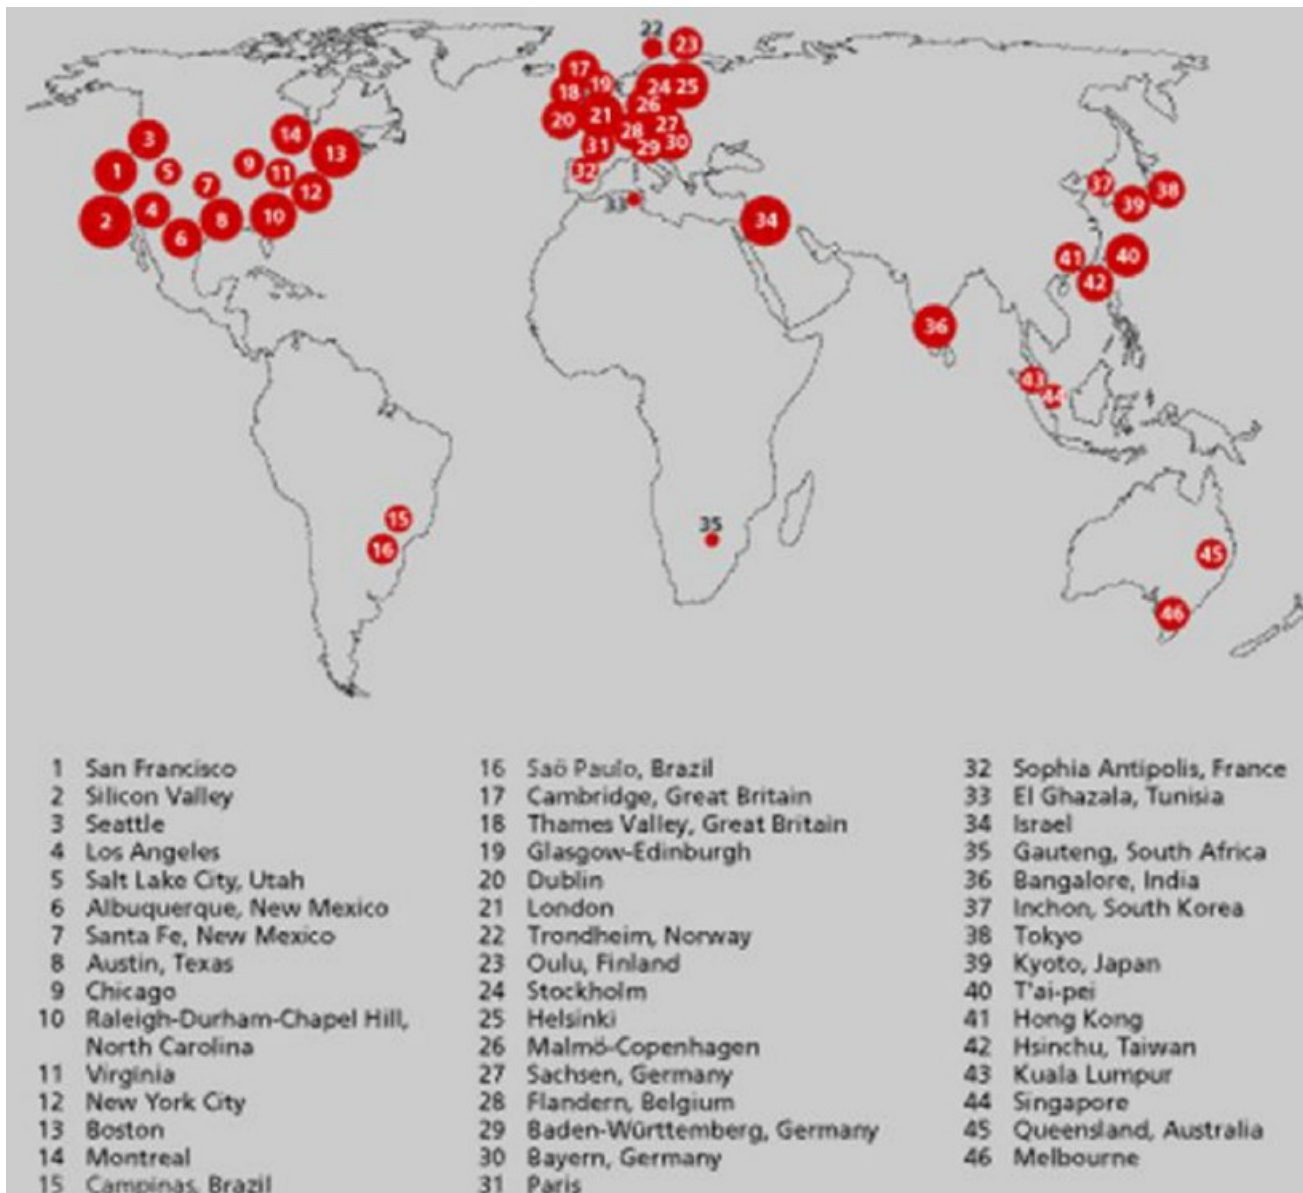 22
23
17
19
24
25
18
26
21
20
27
28
14
31
29
30
3
13
9
32
1
5
11
37
7
12
38
33
39
4
2
8
10
34
6
41
40
42
36
43
44
15
35
16
45
46
1 San Francisco
2 Silicon Valley
3 Seattle
4 Los Angeles
5 Salt Lake City, Utah
6 Albuquerque, New Mexico
7 Santa Fe, New Mexico
8 Austin, Texas
9 Chicago
10 Raleigh-Durham-Chapel Hill,
North Carolina
11 Virginia
12 New York City
13 Boston
14 Montreal
15 Campinas, Brazil
16 Saö Paulo, Brazil
17 Cambridge, Great Britain
18 Thames Valley, Great Britain
19 Glasgow-Edinburgh
20 Dublin
21 London
22 Trondheim, Norway
23 Oulu, Finland
24 Stockholm
25 Helsinki
26 Malmö-Copenhagen
27 Sachsen, Germany
28 Flandern, Belgium
29 Baden-Württemberg, Germany
30 Bayern, Germany
31 Paris
32 Sophia Antipolis, France
33 El Ghazala, Tunisia
34 Israel
35 Gauteng, South Africa
36 Bangalore, India
37 Inchon, South Korea
38 Tokyo
39 Kyoto, Japan
40 T'ai-pei
41 Hong Kong
42 Hsinchu, Taiwan
43 Kuala Lumpur
44 Singapore
45 Queensland, Australia
46 Melbourne